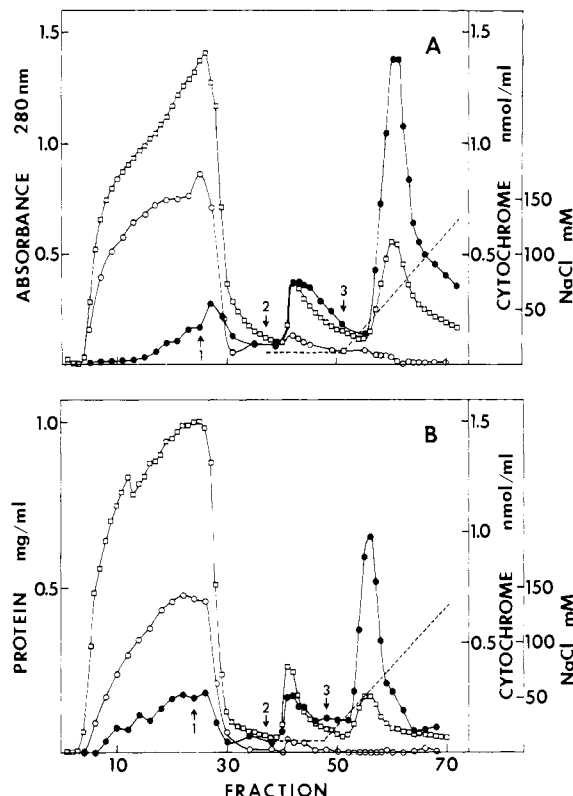 A
1.5
1.0
0.5
ABSORBANCE 280 nm
1.5
1.0
0.5
nmol/ml
CYTOCHROME
150
100
50
NaCl mM
1
2
3
B
1.0
0.5
PROTEIN mg/ml
1.5
1.0
0.5
nmol/ml
CYTOCHROME
150
100
50
NaCl mM
1
2
3
10
30
50
70
FRACTION